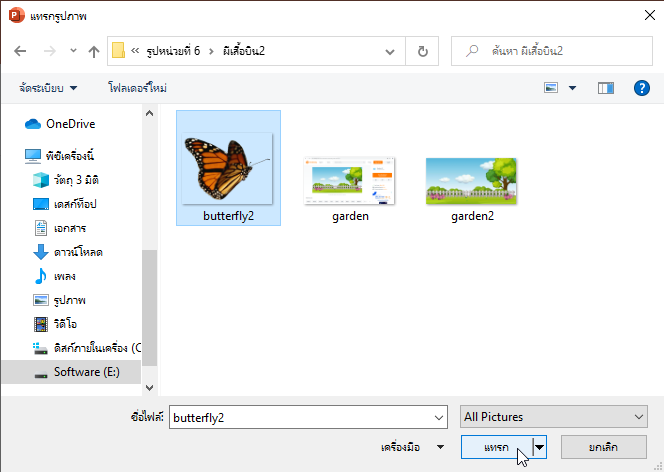 แทรกรูปภาพ
รูปหน่วยที่ 6
ผีเสื้อบิน2
ค้นหา ผีเสื้อบิน2
จัดระเบียบ
โฟลเดอร์ใหม่
OneDrive
พีซีเครื่องนี้
วัตถุ 3 มิติ
เดสก์ท็อป
เอกสาร
ดาวน์โหลด
เพลง
รูปภาพ
วิดีโอ
ดิสก์ภายในเครื่อง (C
Software (E:)
butterfly2
garden
garden2
ชื่อไฟล์:
butterfly2
All Pictures
เครื่องมือ
แทรก
ยกเลิก